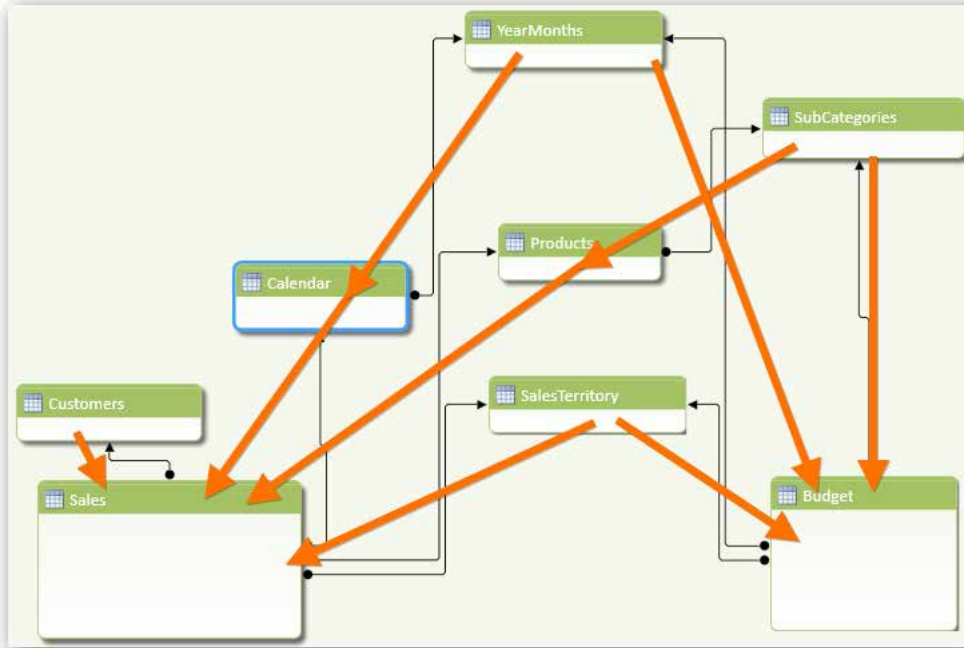 YearMonths
SubCategories
Products
Calendar
SalesTerritory
Customers
Sales
Budget